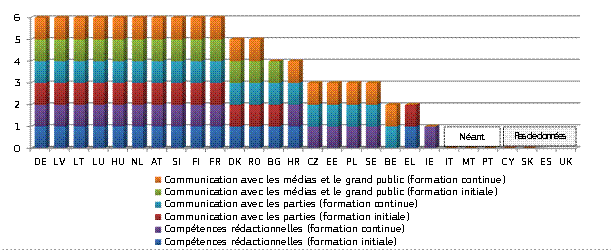 6
5
4
3
2
1
0
Néant
Pas de données
DE LV LT LU HU NL AT SI FI FR DK RO BG HR CZ EE PL SE BE EL IE IT MT PT CY SK ES UK
Communication avec les médias et le grand public (formation continue)
Communication avec les médias et le grand public (formation initiale)
Communication avec les parties (formation continue)
Communication avec les parties (formation initiale)
Compétences rédactionnelles (formation continue)
Compétences rédactionnelles (formation initiale)